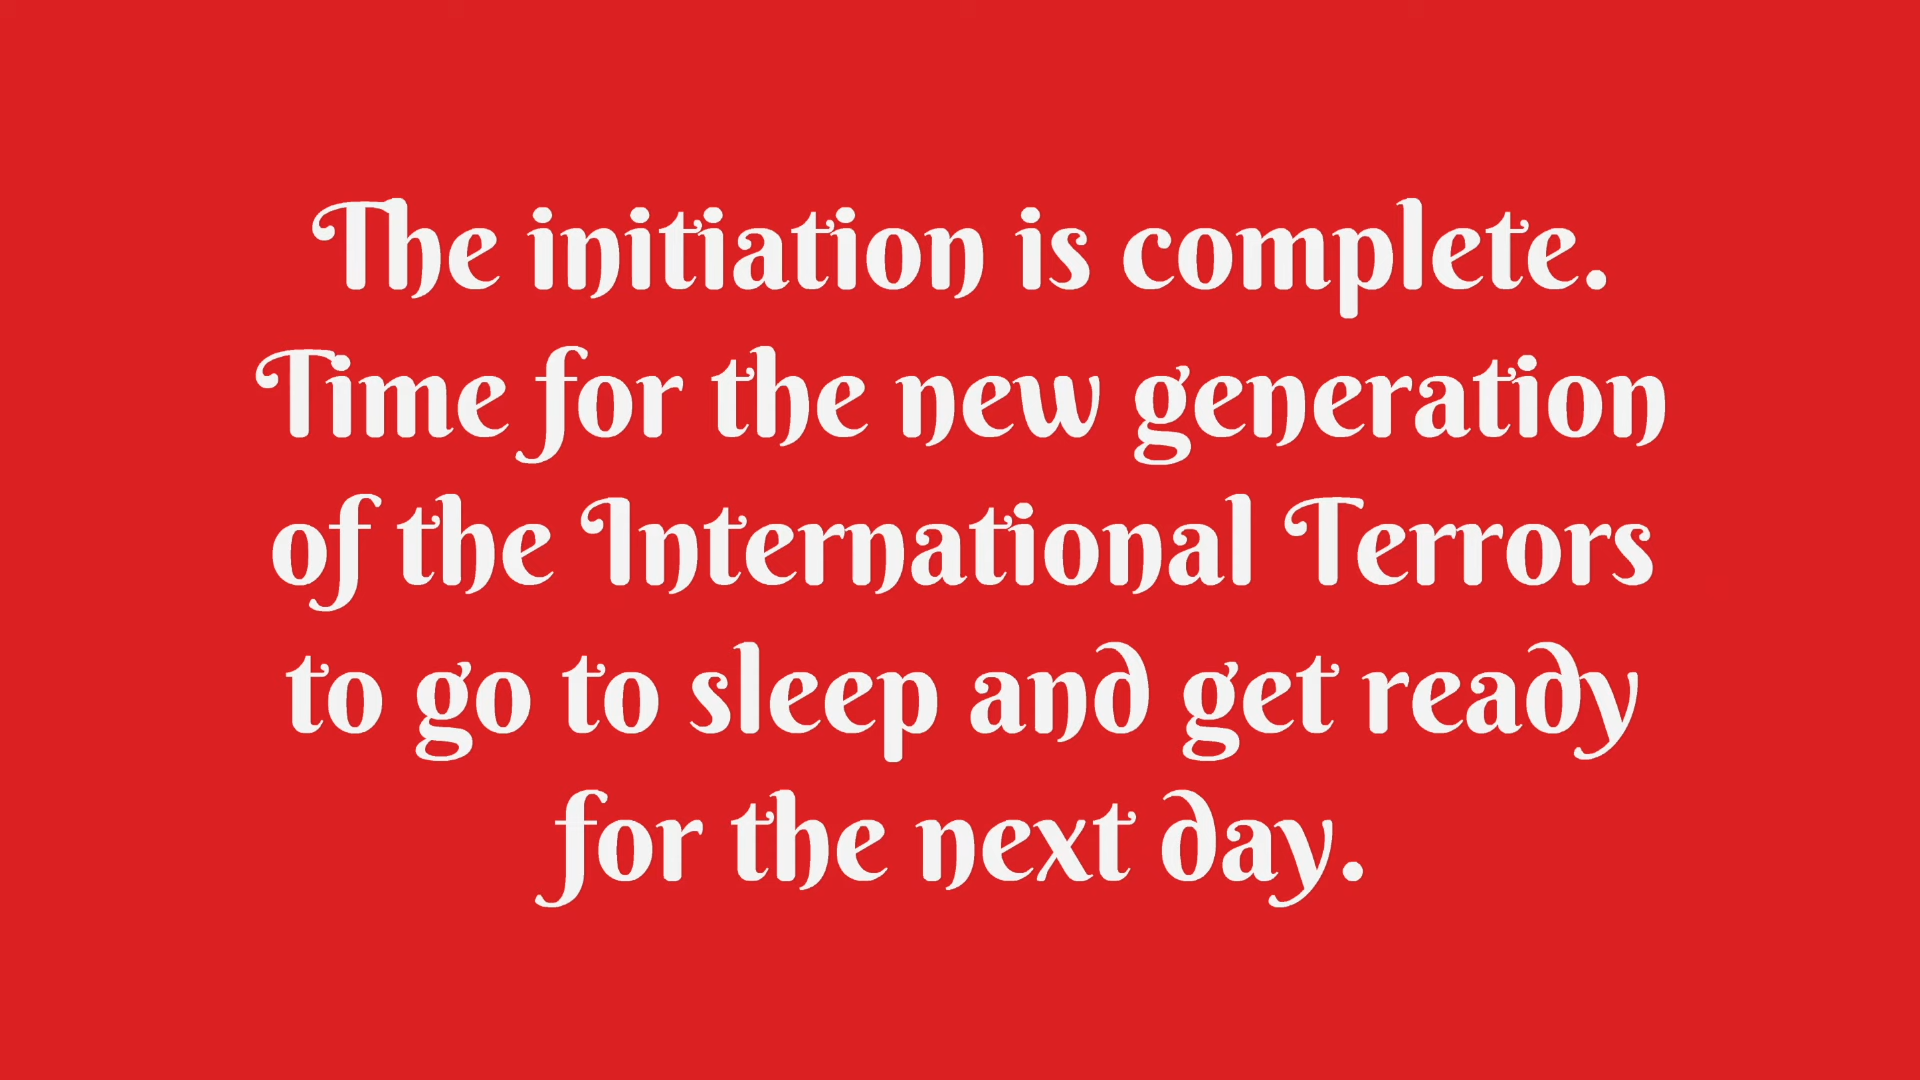 The initiation is complete.
Time for the new generation
of the International Terrors
to go to sleep and get ready
for the next day.